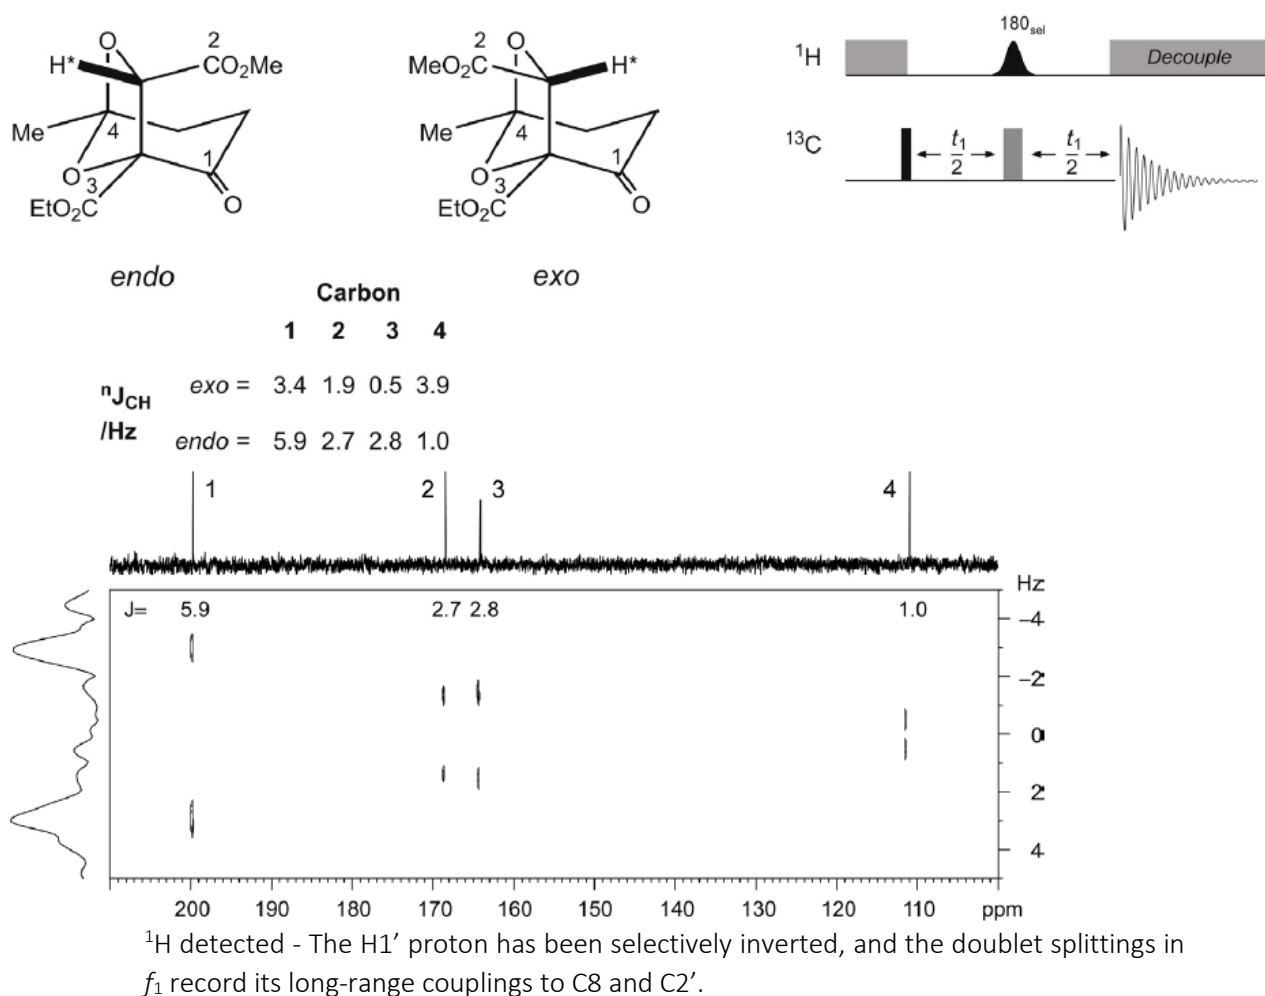 O
2
H*
CO₂Me
Me
4
1
O
3
O
EtO₂C
endo
O
2
MeO₂C
H*
Me
4
1
O
3
O
EtO₂C
exo
180sel
¹H
Decouple
¹³C
t₁/2
t₁/2
Carbon
1 2 3 4
ⁿJCH
/Hz
exo = 3.4 1.9 0.5 3.9
endo = 5.9 2.7 2.8 1.0
1
2
3
4
Hz
J= 5.9 2.7 2.8 1.0
-4
-2
0
2
4
200 190 180 170 160 150 140 130 120 110 ppm
¹H detected - The H1’ proton has been selectively inverted, and the doublet splittings in
f₁ record its long-range couplings to C8 and C2’.